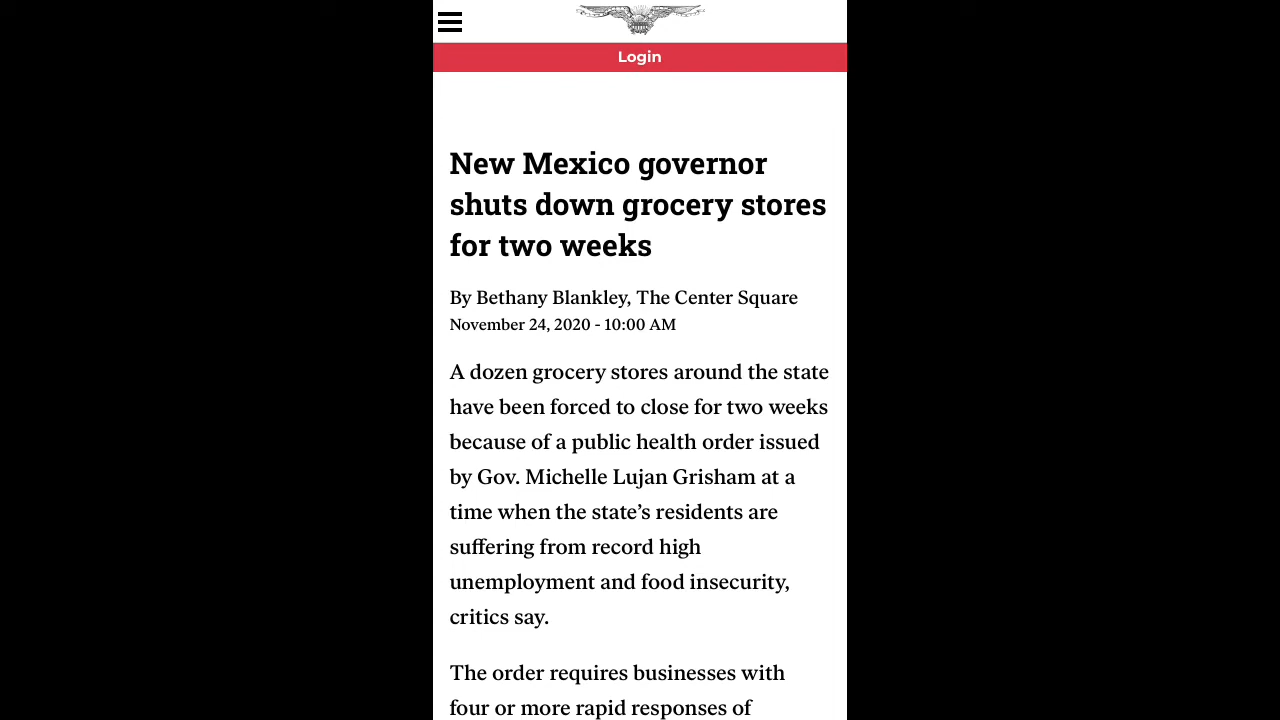 Login
New Mexico governor
shuts down grocery stores
for two weeks
By Bethany Blankley, The Center Square
November 24, 2020 - 10:00 AM
A dozen grocery stores around the state
have been forced to close for two weeks
because of a public health order issued
by Gov. Michelle Lujan Grisham at a
time when the state’s residents are
suffering from record high
unemployment and food insecurity,
critics say.
The order requires businesses with
four or more rapid responses of